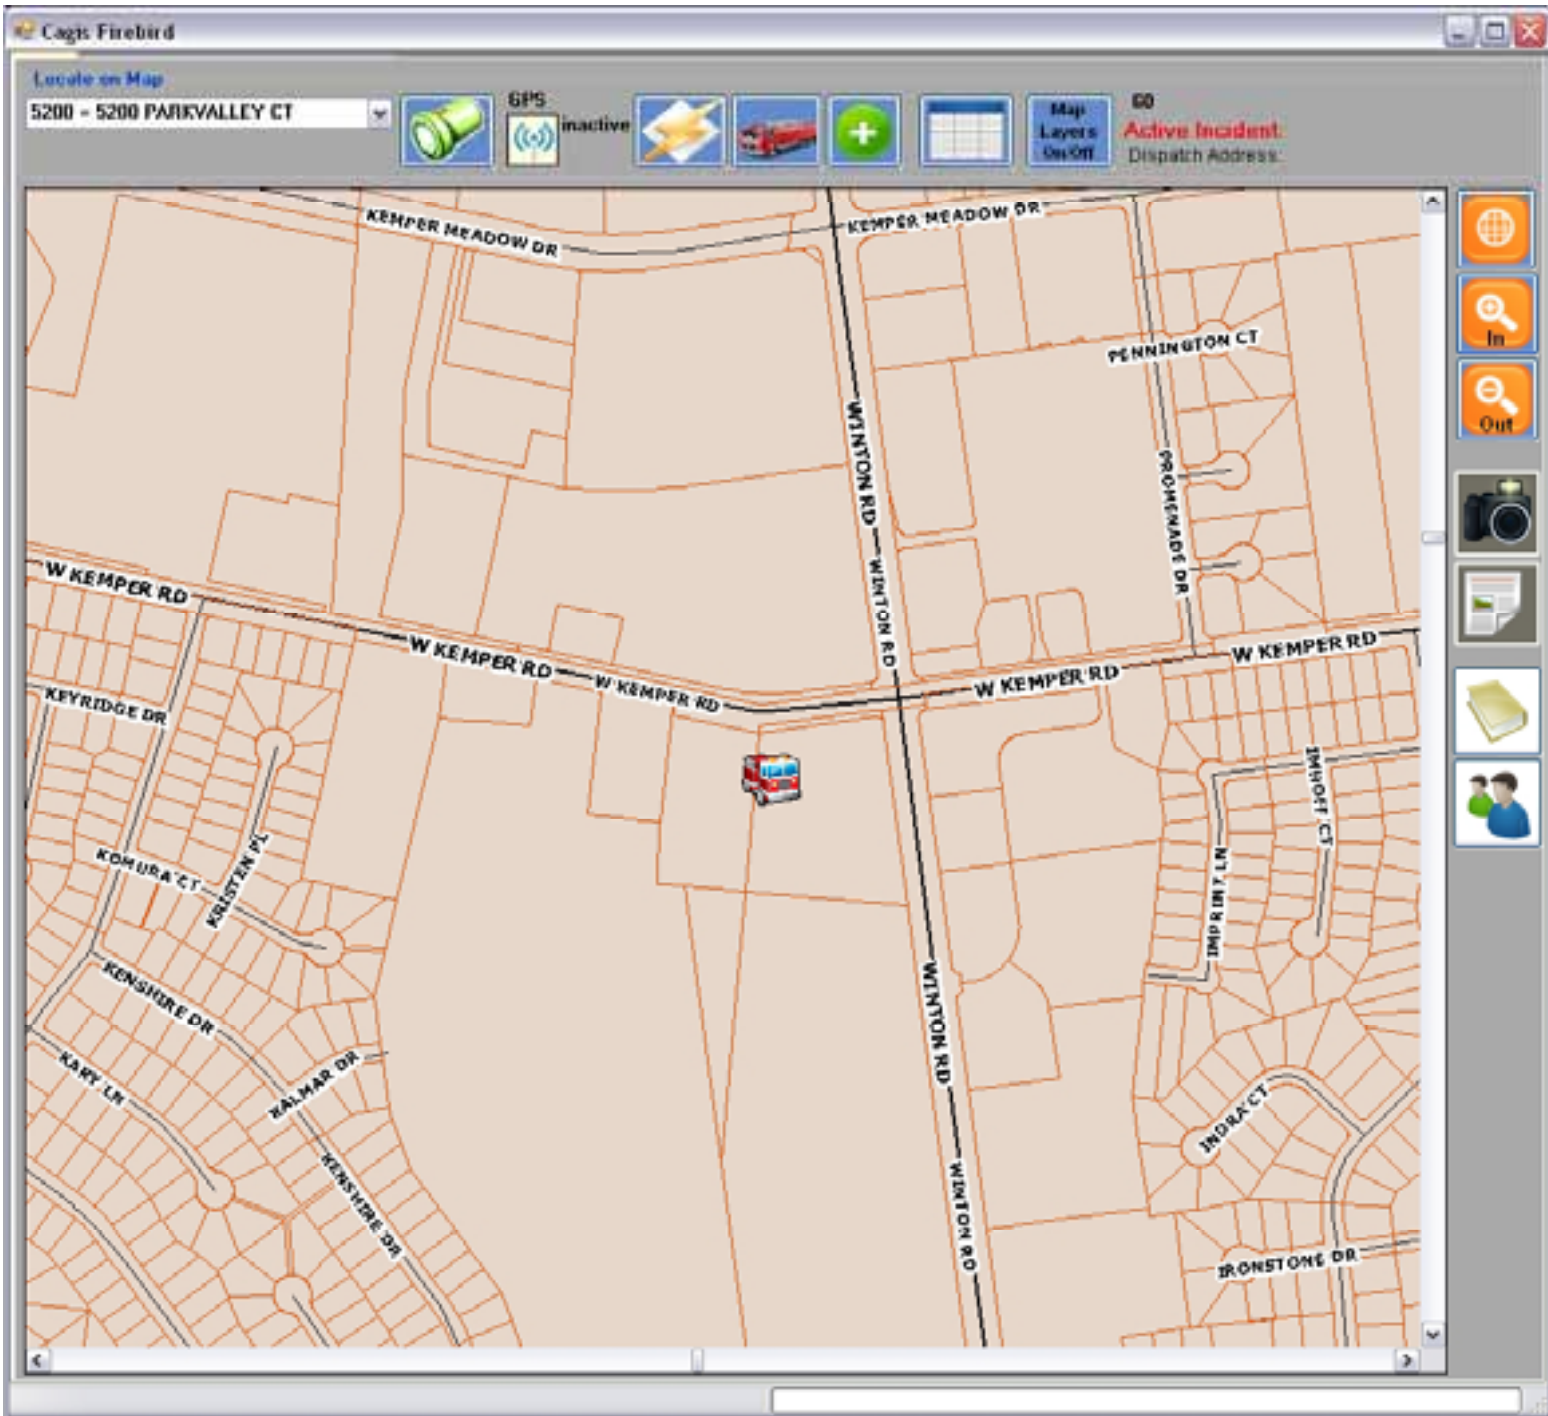 Cagis Firebird
Locate on Map
5200 - 5200 PARKVALLEY CT
GPS
inactive
Map
Layers
On/Off
GO
Active Incident:
Dispatch Address:
KEMPER MEADOW DR
KEMPER MEADOW DR
PENNINGTON CT
In
Out
WINTON RD
WINTON RD
PROMENADE DR
W KEMPER RD
W KEMPER RD
W KEMPER RD
W KEMPER RD
W KEMPER RD
KEYRIDGE DR
IMHOFF CT
KOMURA CT
KRISTEN PL
IMPRINT LN
KENSHIRE DR
WINTON RD
KARY LN
KALMAR DR
INDRA CT
KENSHIRE DR
WINTON RD
IRONSTONE DR